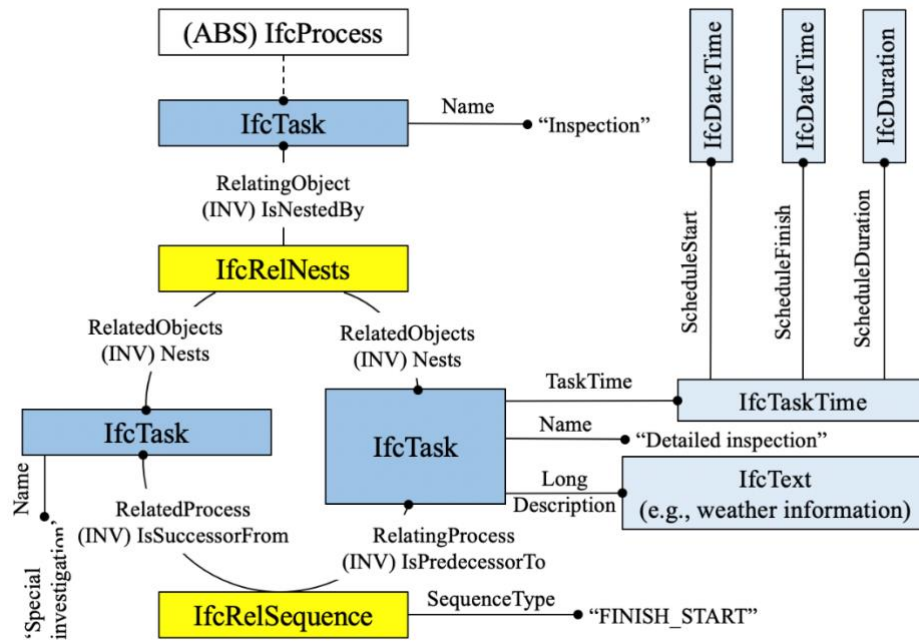 (ABS) IfcProcess
IfcTask
Name
“Inspection”
RelatingObject
(INV) IsNestedBy
IfcRelNests
RelatedObjects
(INV) Nests
RelatedObjects
(INV) Nests
IfcDateTime
IfcDateTime
IfcDuration
ScheduleStart
ScheduleFinish
ScheduleDuration
TaskTime
IfcTaskTime
IfcTask
IfcTask
Name
“Detailed inspection”
Long
Description
IfcText
(e.g., weather information)
Name
‘Special
investigation’
RelatedProcess
(INV) IsSuccessorFrom
RelatingProcess
(INV) IsPredecessorTo
IfcRelSequence
SequenceType
“FINISH_START”